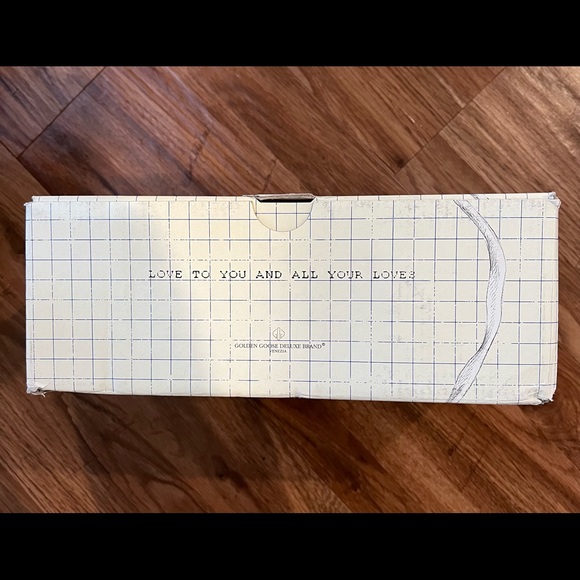 LOVE TO YOU AND ALL YOUR LOVES
GOLDEN GOOSE DELUXE BRAND®
VENEZIA